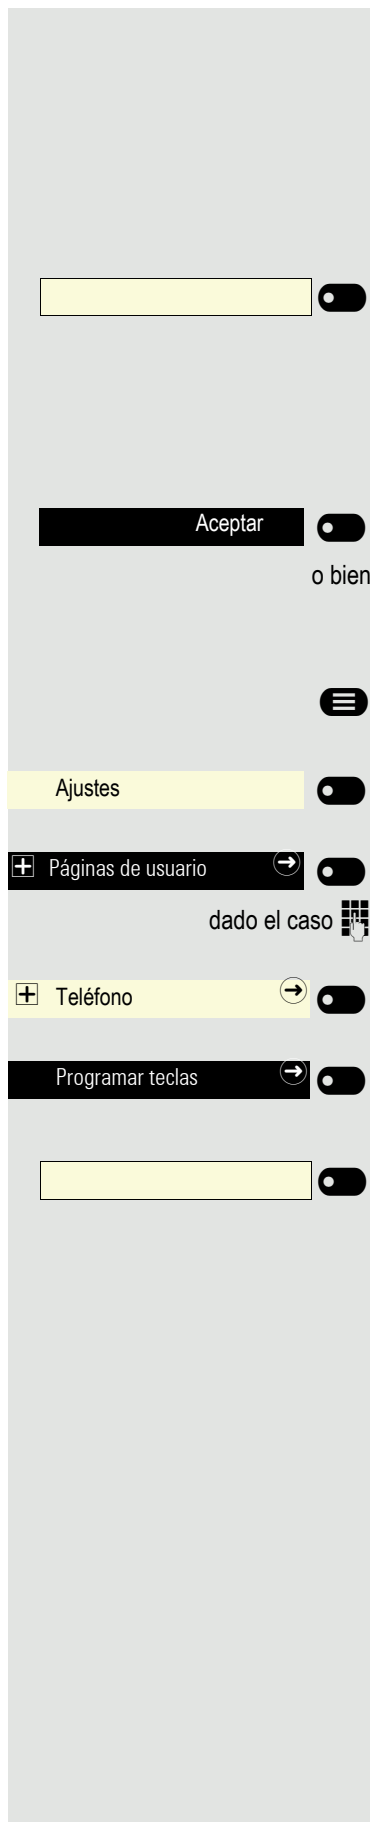 Aceptar
o bien
Ajustes
Páginas de usuario
dado el caso
Teléfono
Programar teclas